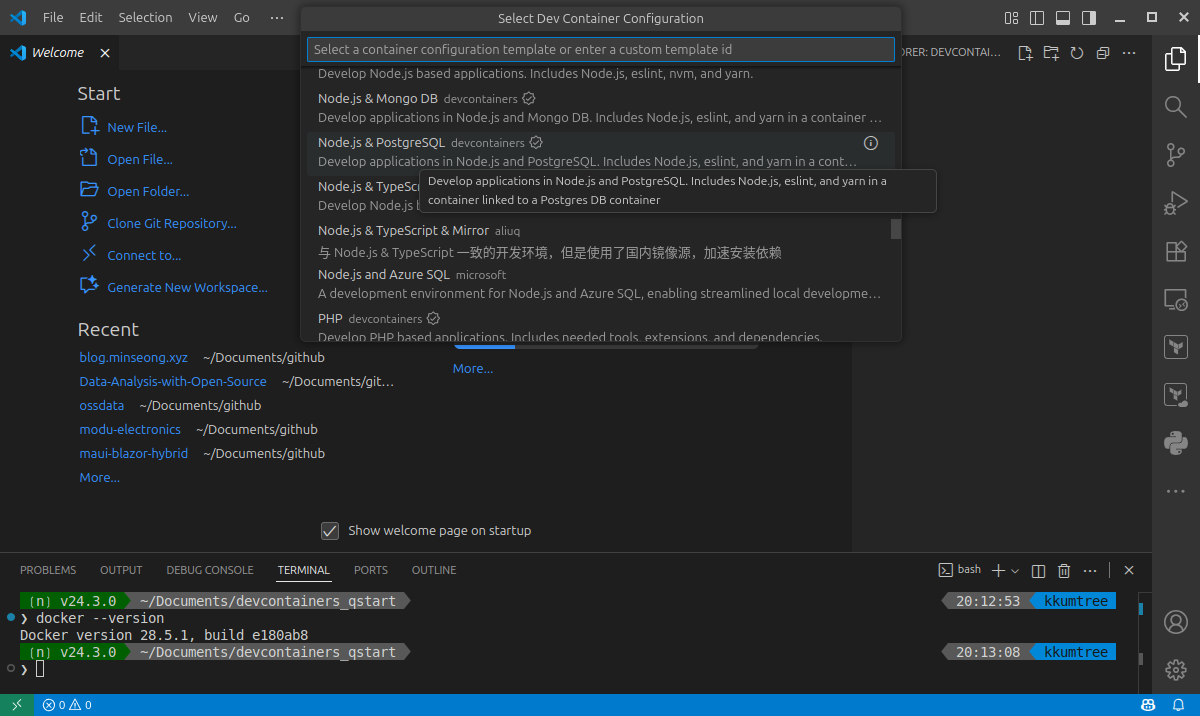 File Edit Selection View Go ···
Select Dev Container Configuration
Welcome
Select a container configuration template or enter a custom template id
RER: DEVCONTAI...
Develop Node.js based applications. Includes Node.js, eslint, nvm, and yarn.
Node.js & Mongo DB devcontainers
Develop applications in Node.js and Mongo DB. Includes Node.js, eslint, and yarn in a container ...
Node.js & PostgreSQL devcontainers
Develop applications in Node.js and PostgreSQL. Includes Node.js, eslint, and yarn in a cont...
Node.js & TypeScr
Develop Node.js b
Develop applications in Node.js and PostgreSQL. Includes Node.js, eslint, and yarn in a
container linked to a Postgres DB container
Node.js & TypeScript & Mirror aliuq
与 Node.js & TypeScript 一致的开发环境，但是使用了国内镜像源，加速安装依赖
Node.js and Azure SQL microsoft
A development environment for Node.js and Azure SQL, enabling streamlined local developme...
PHP devcontainers
Develop PHP based applications. Includes needed tools, extensions, and dependencies.
Start
New File...
Open File...
Open Folder...
Clone Git Repository...
Connect to...
Generate New Workspace...
Recent
blog.minseong.xyz ~/Documents/github
Data-Analysis-with-Open-Source ~/Documents/git...
ossdata ~/Documents/github
modu-electronics ~/Documents/github
maui-blazor-hybrid ~/Documents/github
More...
More...
Show welcome page on startup
PROBLEMS OUTPUT DEBUG CONSOLE TERMINAL PORTS OUTLINE
bash
(n) v24.3.0 ~/Documents/devcontainers_qstart 20:12:53 kkumtree
❯ docker --version
Docker version 28.5.1, build e180ab8
(n) v24.3.0 ~/Documents/devcontainers_qstart 20:13:08 kkumtree
❯
0 0